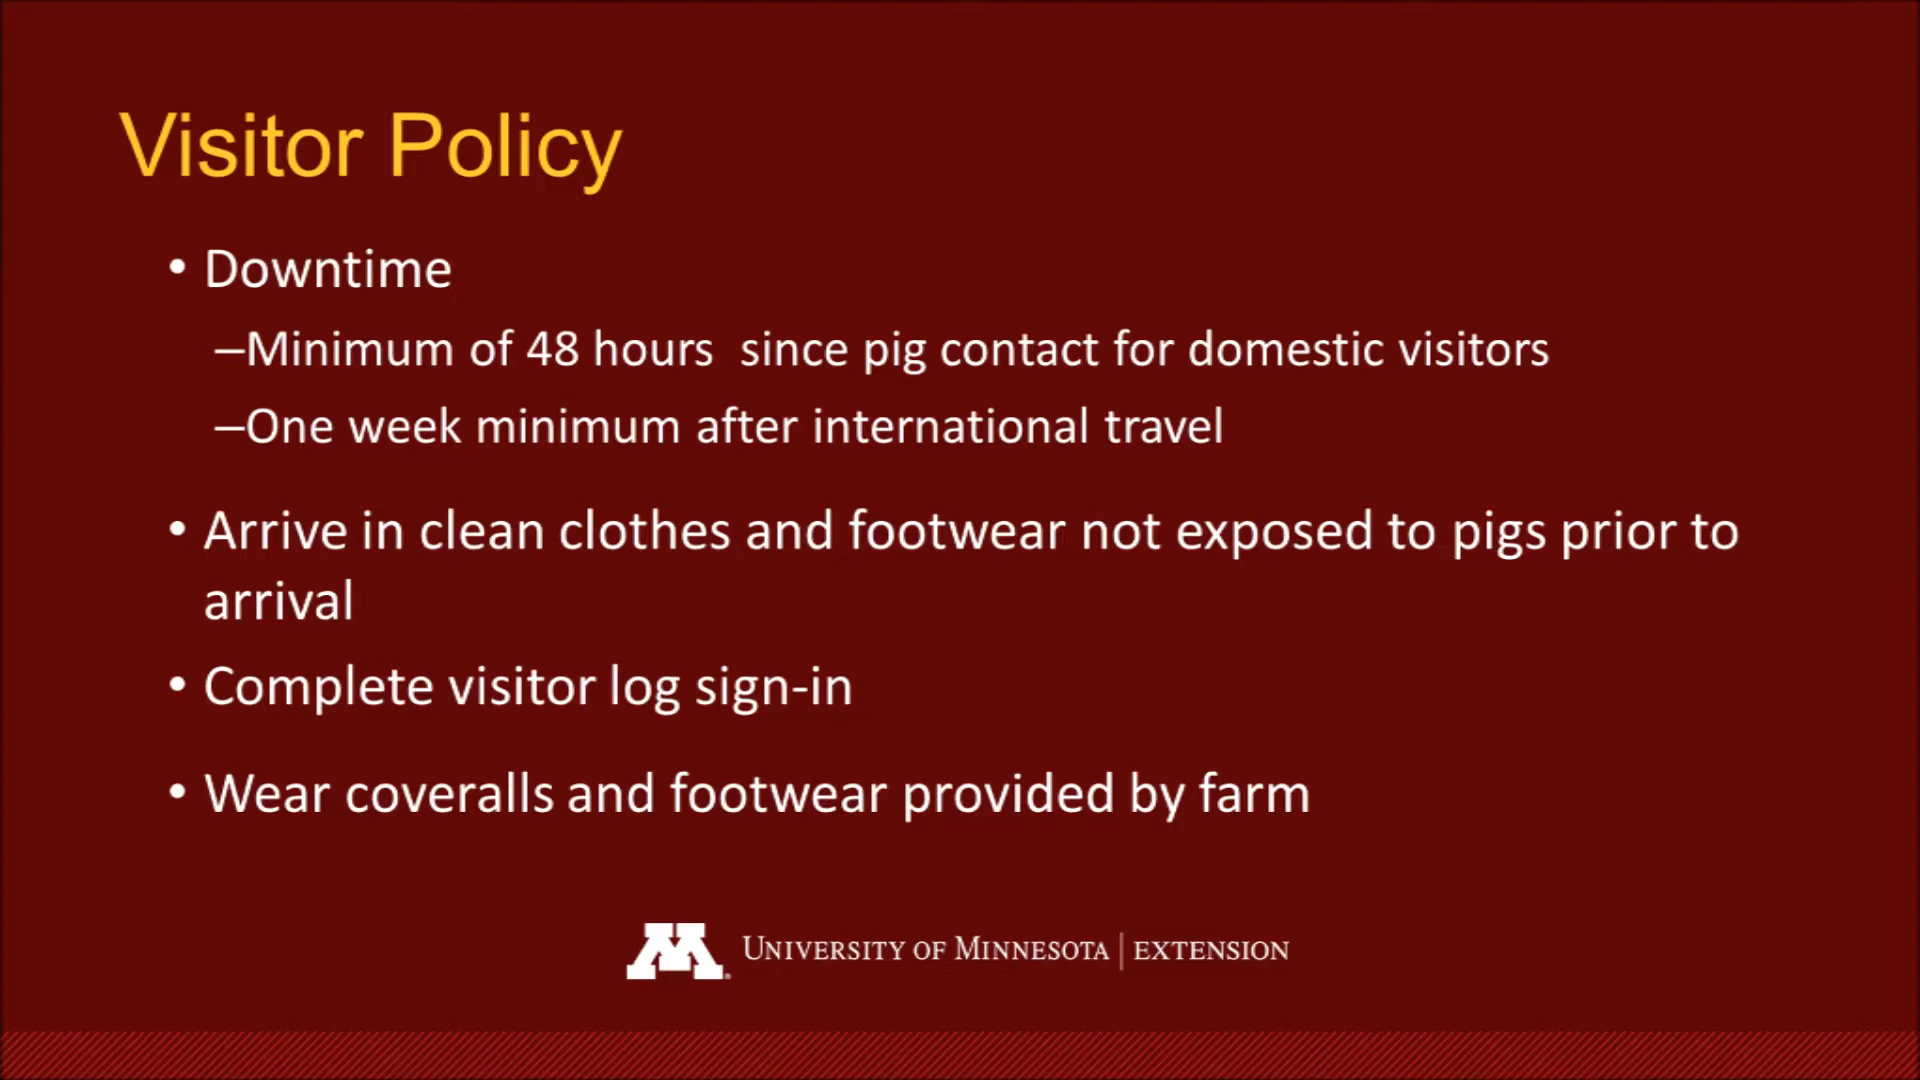 Visitor Policy
• Downtime
–Minimum of 48 hours  since pig contact for domestic visitors
–One week minimum after international travel
• Arrive in clean clothes and footwear not exposed to pigs prior to
arrival
• Complete visitor log sign-in
• Wear coveralls and footwear provided by farm
M® UNIVERSITY OF MINNESOTA | EXTENSION